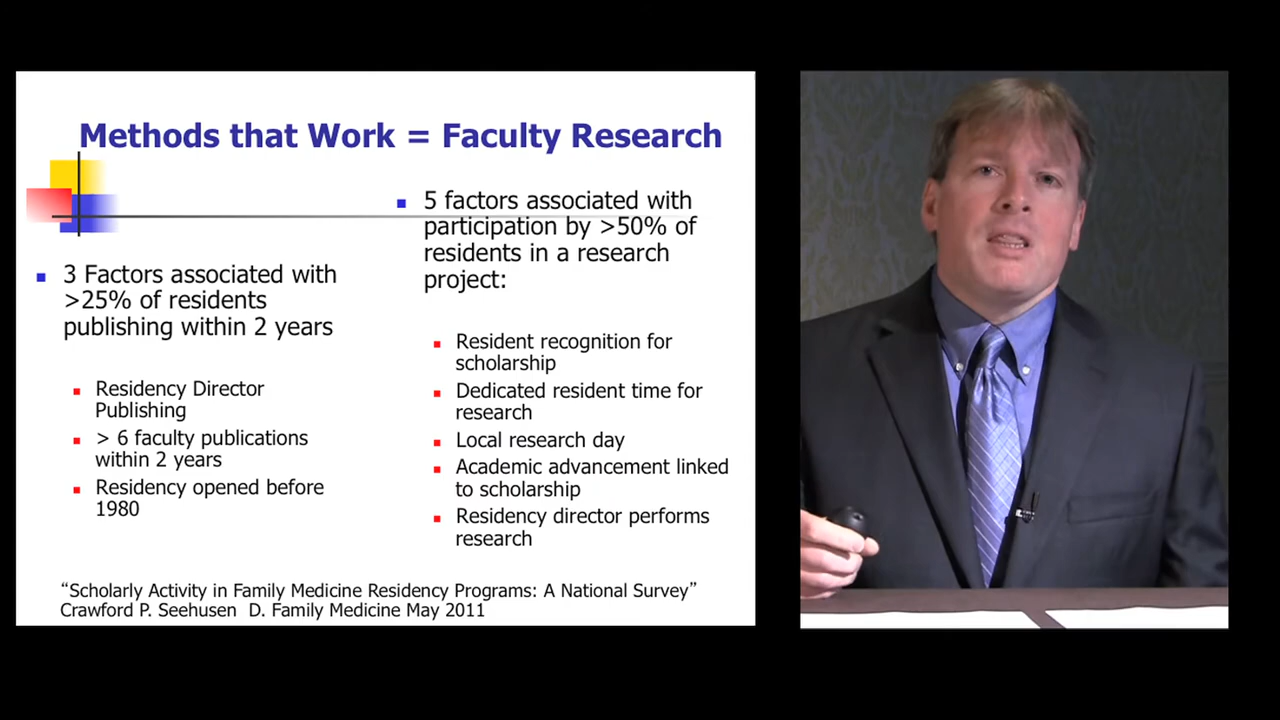 Methods that Work = Faculty Research
3 Factors associated with
>25% of residents
publishing within 2 years
Residency Director
Publishing
> 6 faculty publications
within 2 years
Residency opened before
1980
5 factors associated with
participation by >50% of
residents in a research
project:
Resident recognition for
scholarship
Dedicated resident time for
research
Local research day
Academic advancement linked
to scholarship
Residency director performs
research
“Scholarly Activity in Family Medicine Residency Programs: A National Survey”
Crawford P. Seehusen D. Family Medicine May 2011